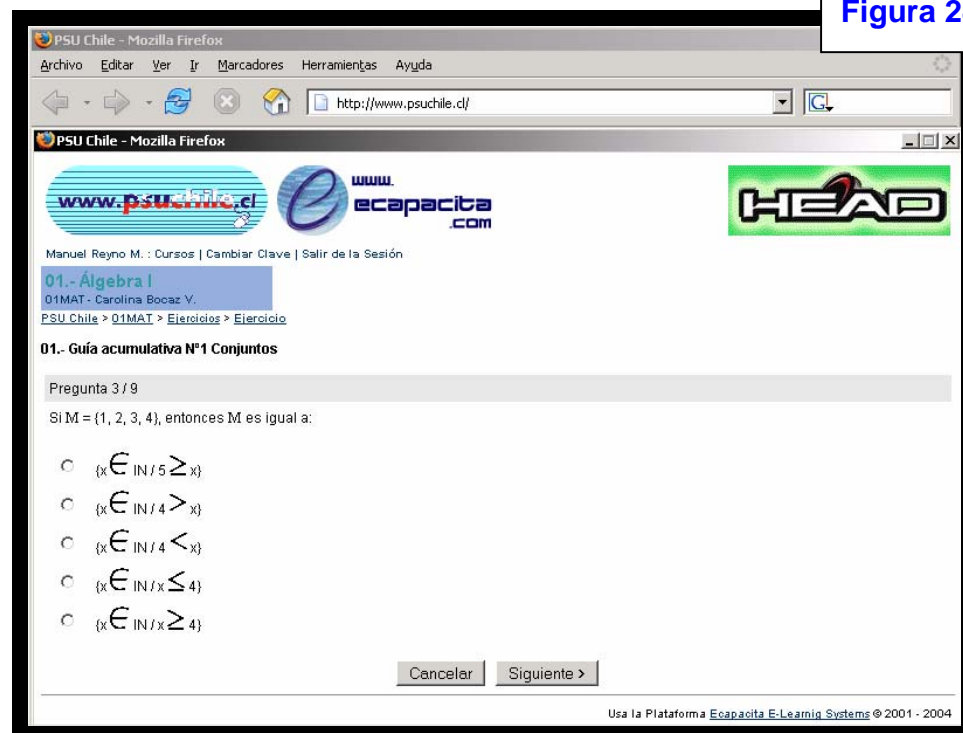 Figura 2
PSU Chile - Mozilla Firefox
Archivo Editar Ver Ir Marcadores Herramientas Ayuda
http://www.psuchile.cl/
G
PSU Chile - Mozilla Firefox
www.psuchile.cl
e www.
ecapacita
.com
HEAD
Manuel Reyno M. : Cursos | Cambiar Clave | Salir de la Sesión
01.- Álgebra I
01MAT - Carolina Bocaz V.
PSU Chile > 01MAT > Ejercicios > Ejercicio
01.- Guía acumulativa Nº1 Conjuntos
Pregunta 3 / 9
Si M = {1, 2, 3, 4}, entonces M es igual a:
{x ∈ IN / 5 ≥ x}
{x ∈ IN / 4 > x}
{x ∈ IN / 4 < x}
{x ∈ IN / x ≤ 4}
{x ∈ IN / x ≥ 4}
Cancelar Siguiente >
Usa la Plataforma Ecapacita E-Learnig Systems © 2001 - 2004